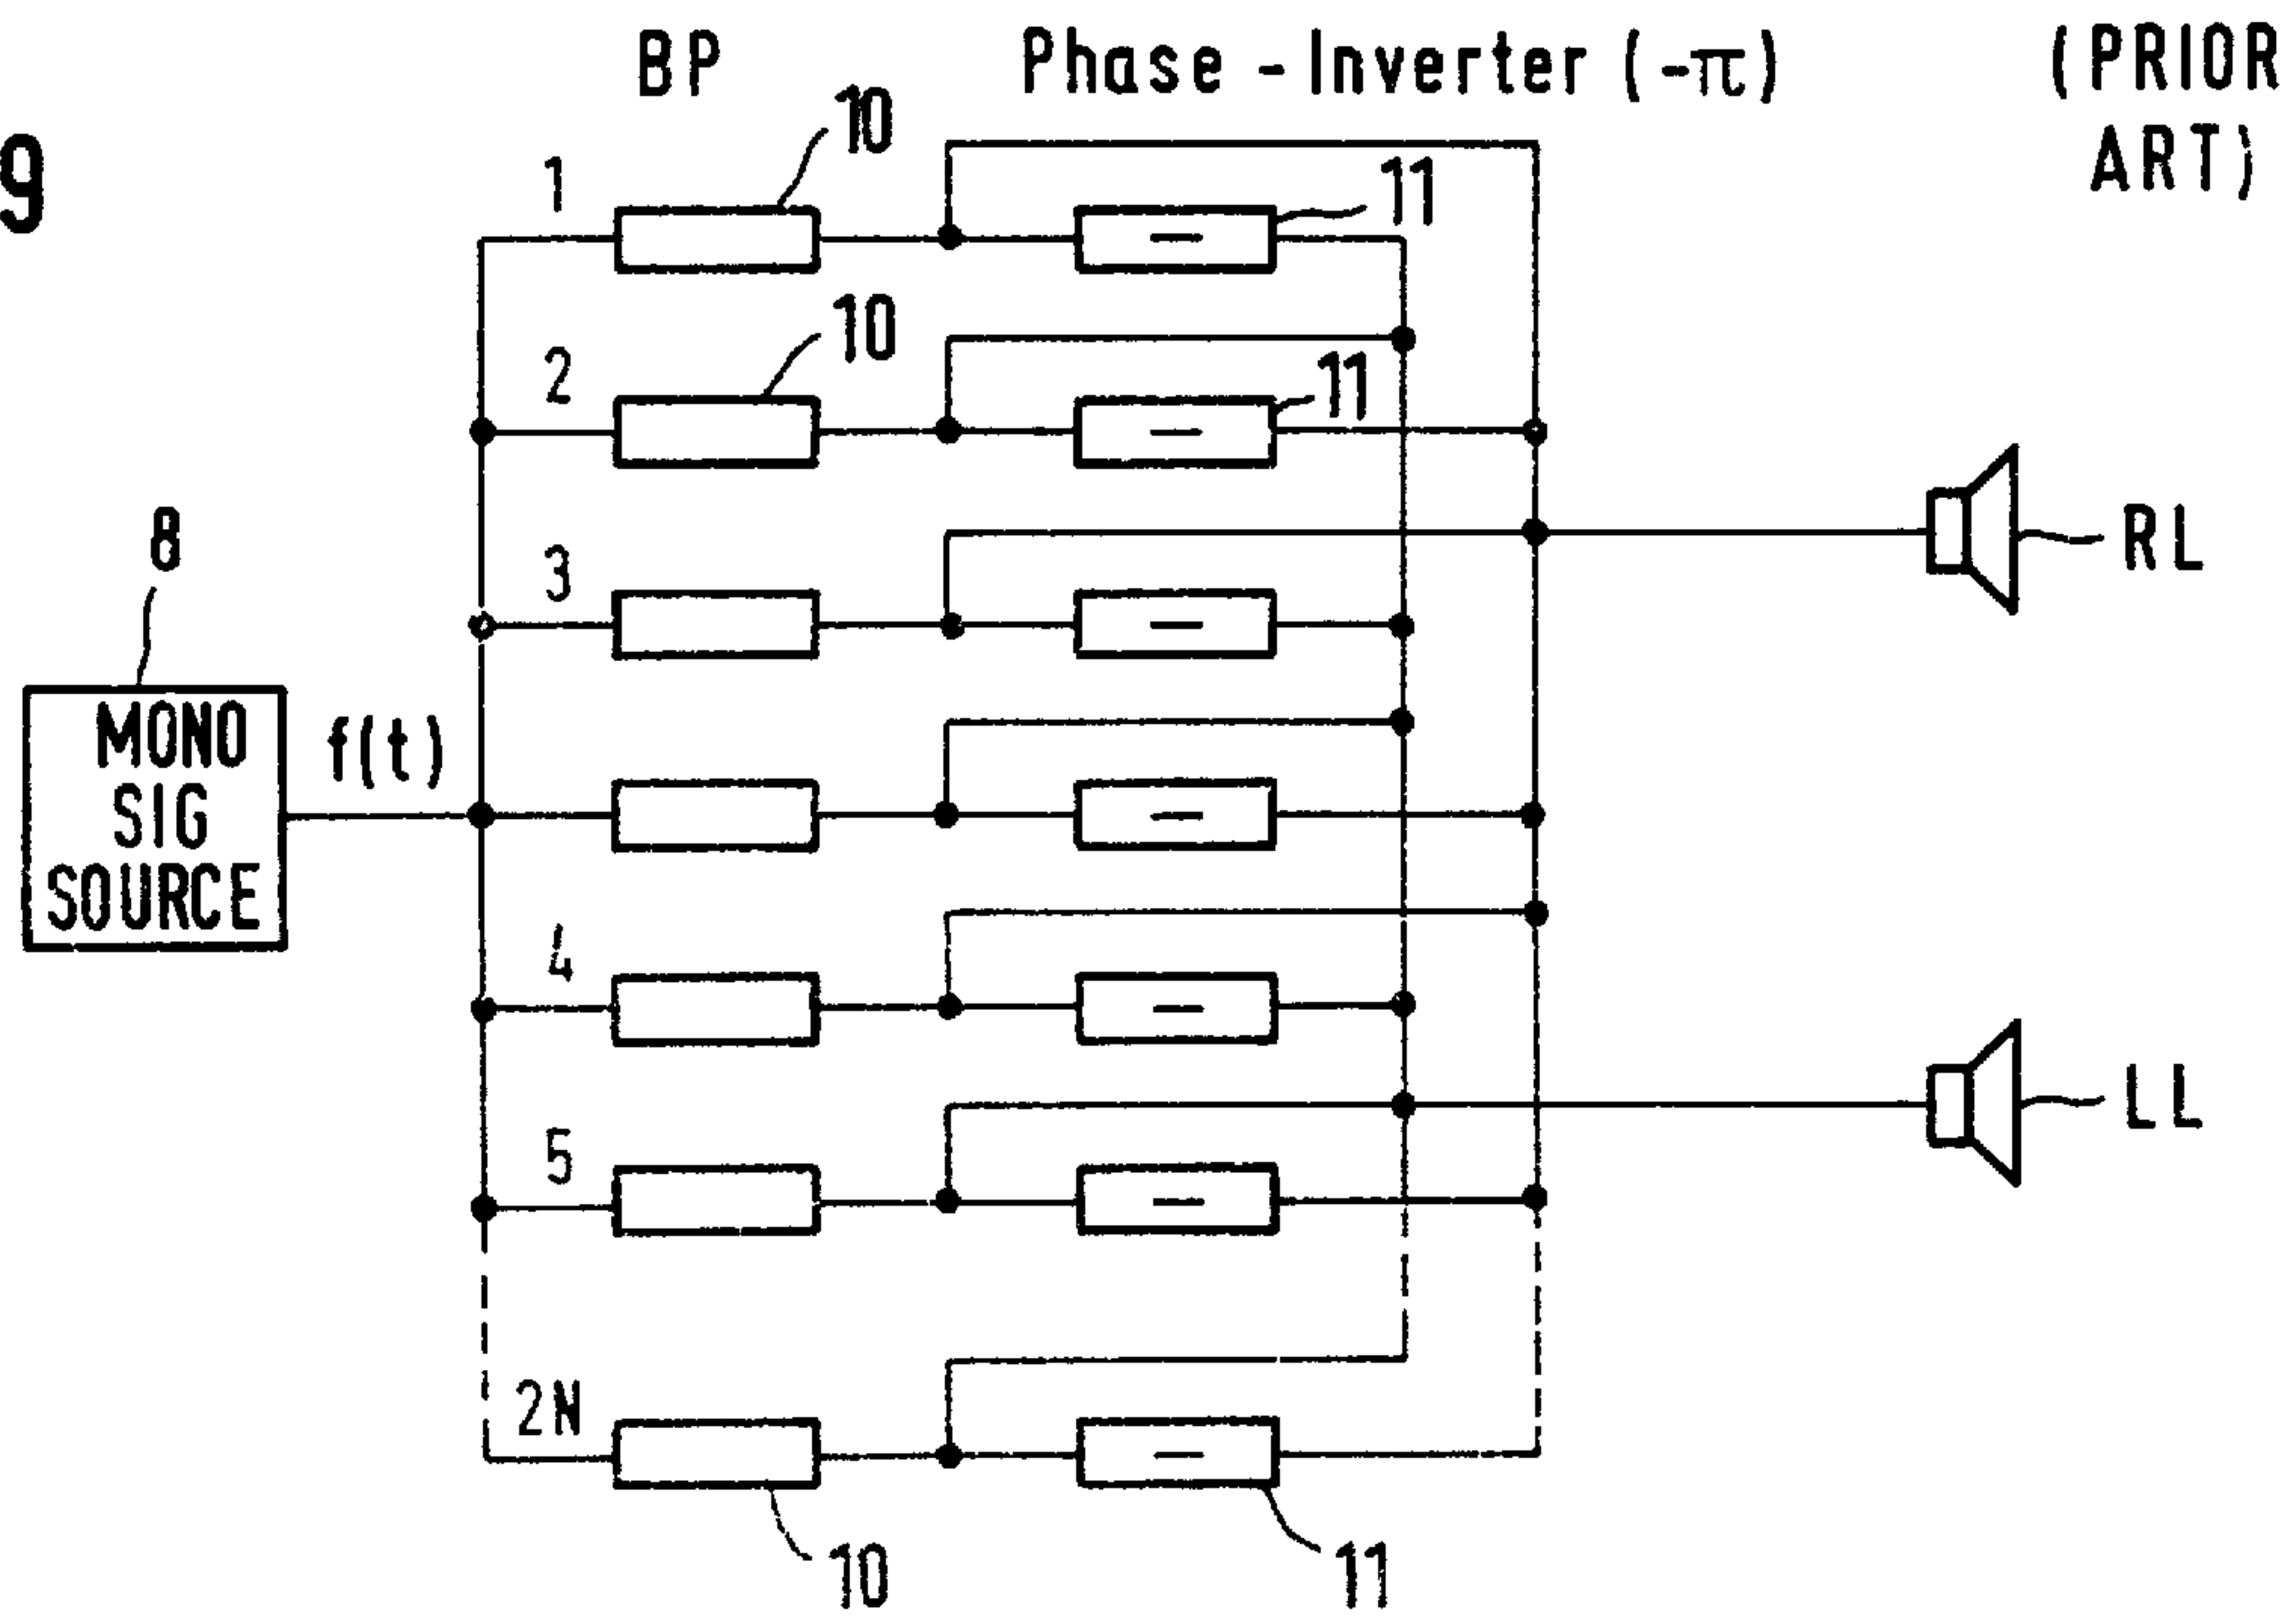 BP
Phase - Inverter (-π)
(PRIOR
ART)
9
10
1
11
10
2
11
8
3
RL
MONO
SIG
SOURCE
f(t)
4
LL
5
2N
10
11